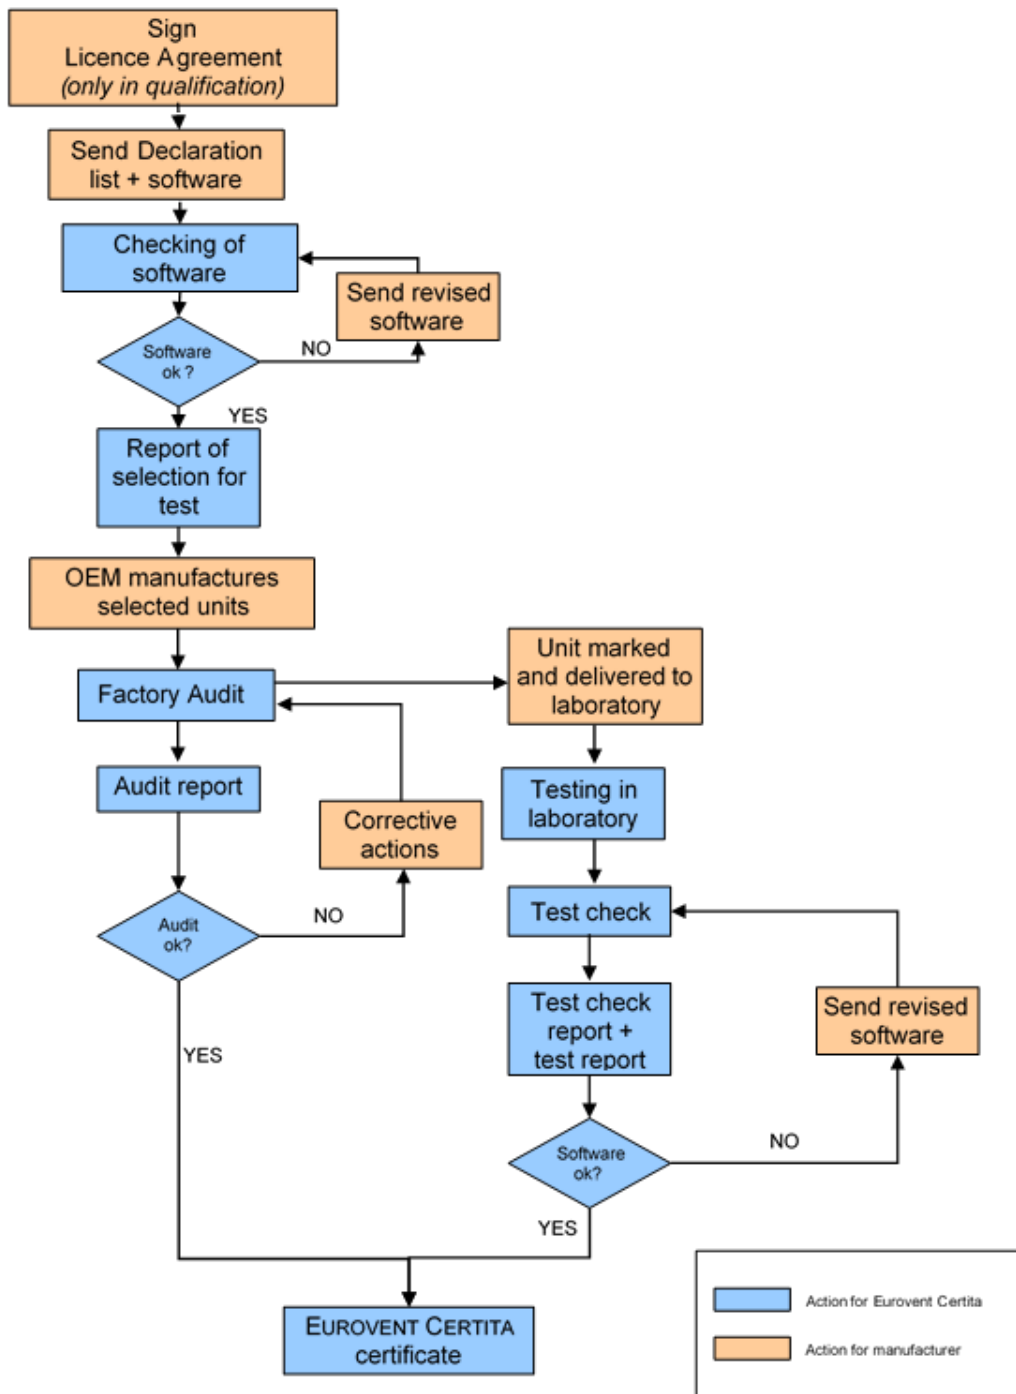 Sign
Licence Agreement
(only in qualification)
Send Declaration
list + software
Checking of
software
Send revised
software
Software
ok ?
NO
YES
Report of
selection for
test
OEM manufactures
selected units
Factory Audit
Unit marked
and delivered to
laboratory
Audit report
Testing in
laboratory
Corrective
actions
Test check
Audit
ok?
NO
Test check
report +
test report
Send revised
software
YES
Software
ok?
NO
YES
EUROVENT CERTITA
certificate
Action for Eurovent Certita
Action for manufacturer